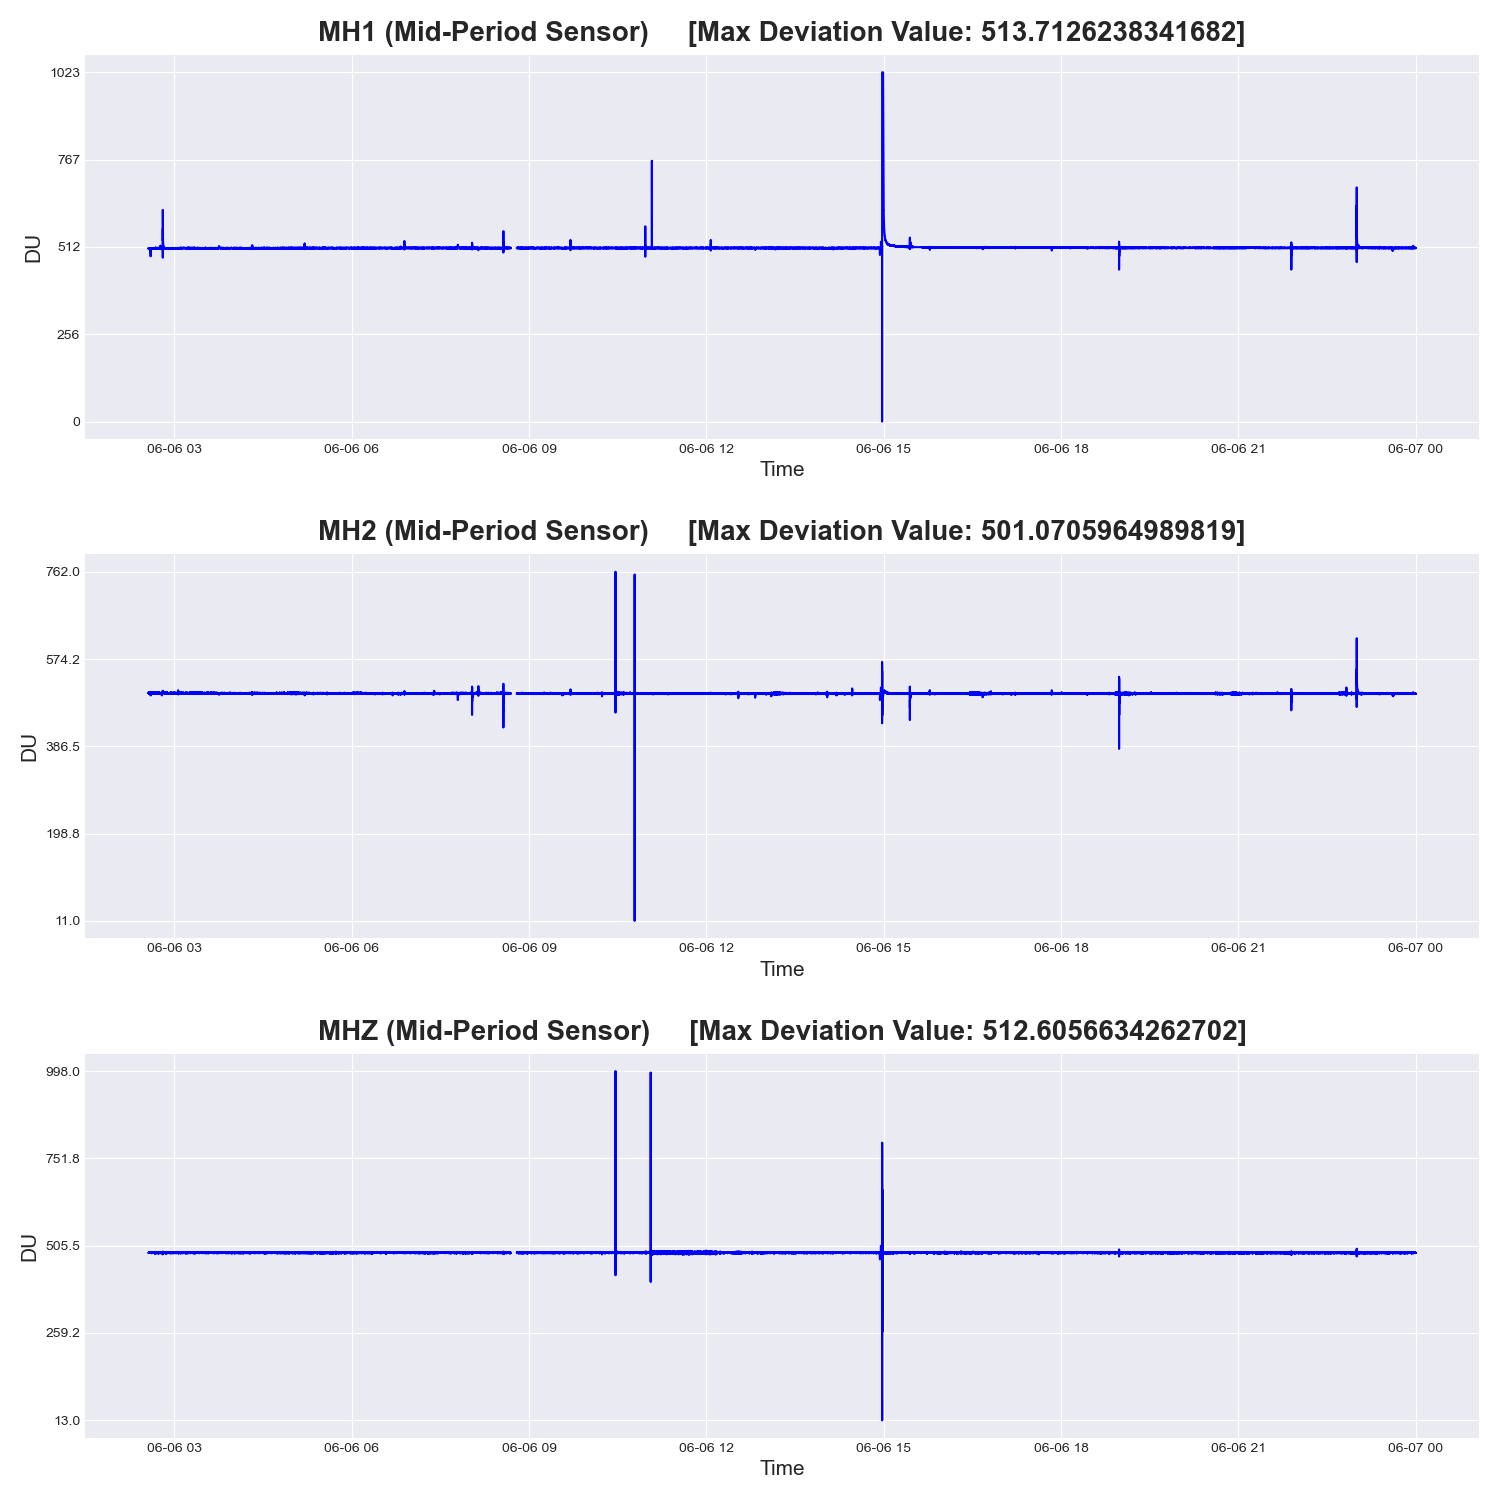 MH1 (Mid-Period Sensor) [Max Deviation Value: 513.7126238341682]
1023
767
512
256
0
DU
06-06 03 06-06 06 06-06 09 06-06 12 06-06 15 06-06 18 06-06 21 06-07 00
Time
MH2 (Mid-Period Sensor) [Max Deviation Value: 501.0705964989819]
762.0
574.2
386.5
198.8
11.0
DU
06-06 03 06-06 06 06-06 09 06-06 12 06-06 15 06-06 18 06-06 21 06-07 00
Time
MHZ (Mid-Period Sensor) [Max Deviation Value: 512.6056634262702]
998.0
751.8
505.5
259.2
13.0
DU
06-06 03 06-06 06 06-06 09 06-06 12 06-06 15 06-06 18 06-06 21 06-07 00
Time